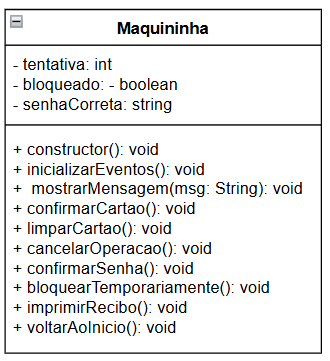 Maquininha
- tentativa: int
- bloqueado: - boolean
- senhaCorreta: string
+ constructor(): void
+ inicializarEventos(): void
+ mostrarMensagem(msg: String): void
+ confirmarCartao(): void
+ limparCartao(): void
+ cancelarOperacao(): void
+ confirmarSenha(): void
+ bloquearTemporariamente(): void
+ imprimirRecibo(): void
+ voltarAoInicio(): void